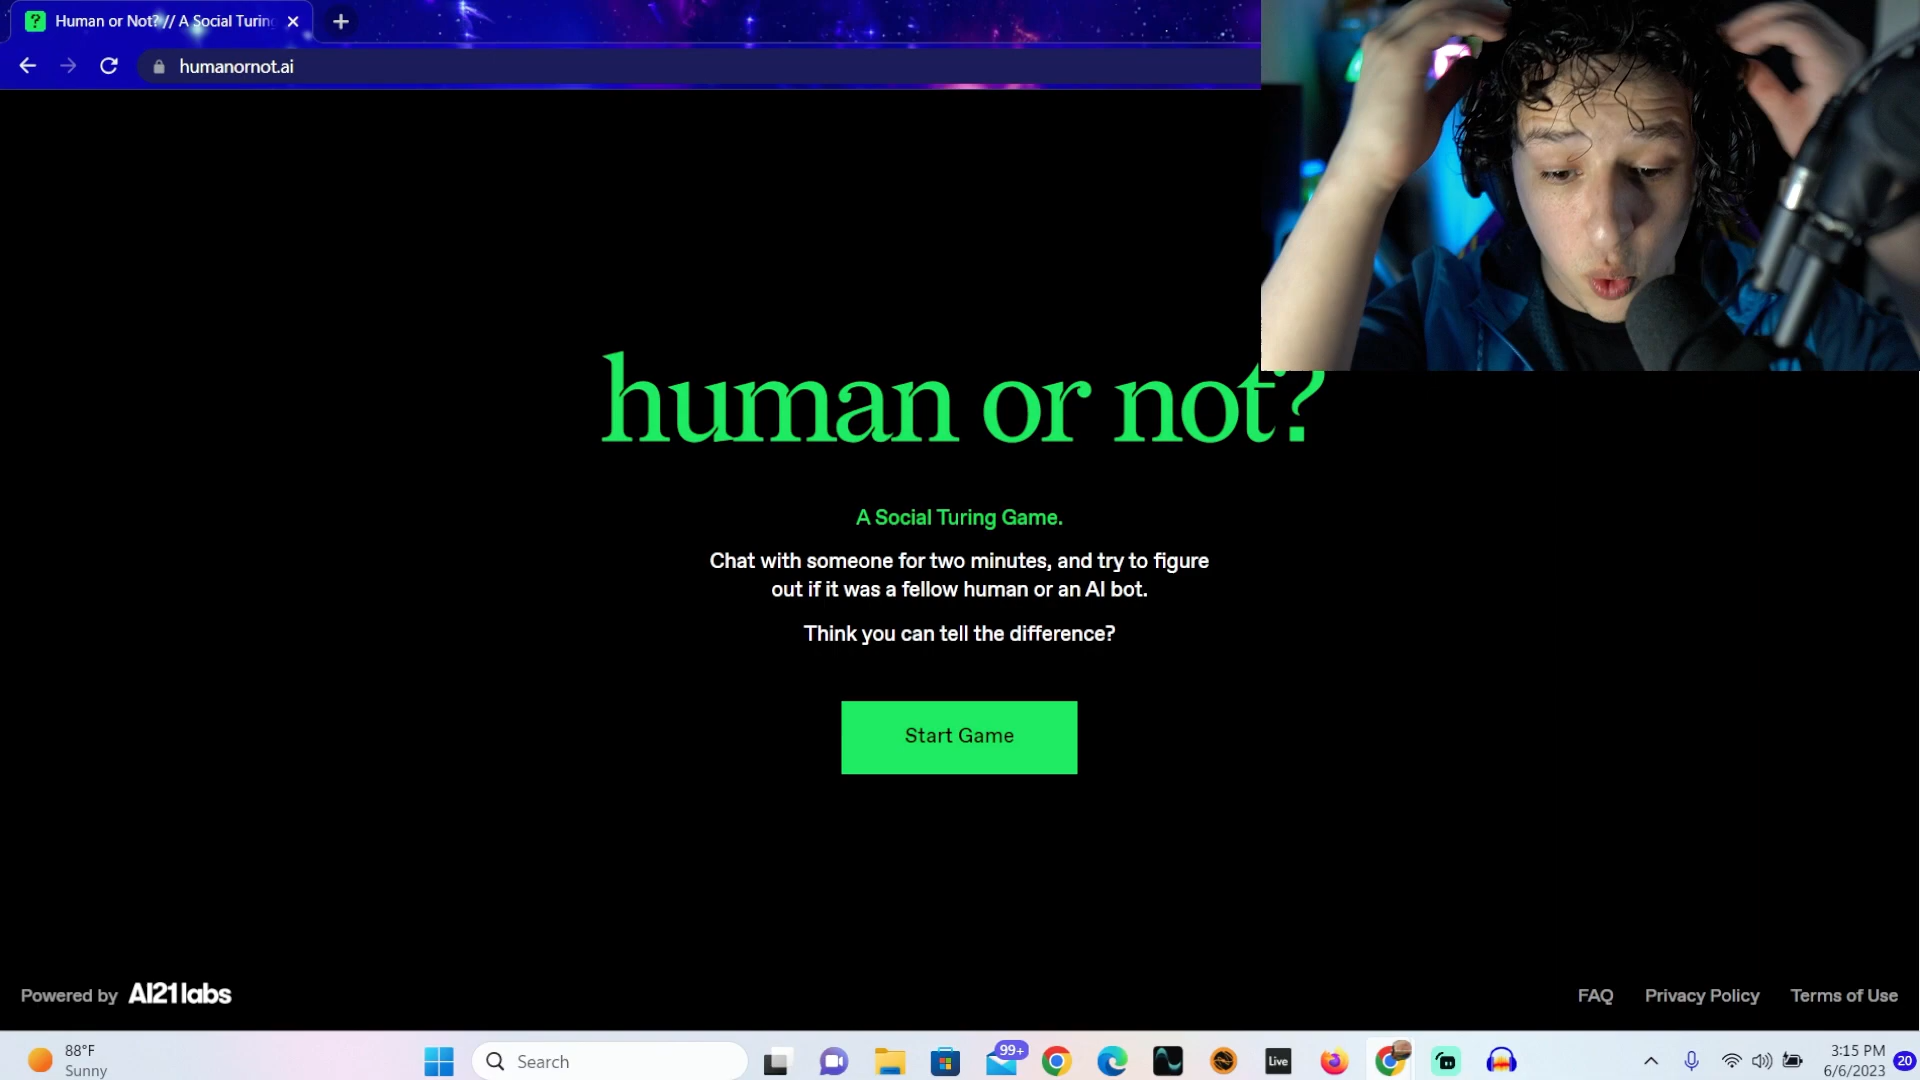 Human or Not? // A Social Turing
humanornot.ai
human or not?
A Social Turing Game.
Chat with someone for two minutes, and try to figure
out if it was a fellow human or an AI bot.
Think you can tell the difference?
Start Game
Powered by AI21labs
FAQ Privacy Policy Terms of Use
88°F
Sunny
Search
99+
Live
3:15 PM
6/6/2023
20